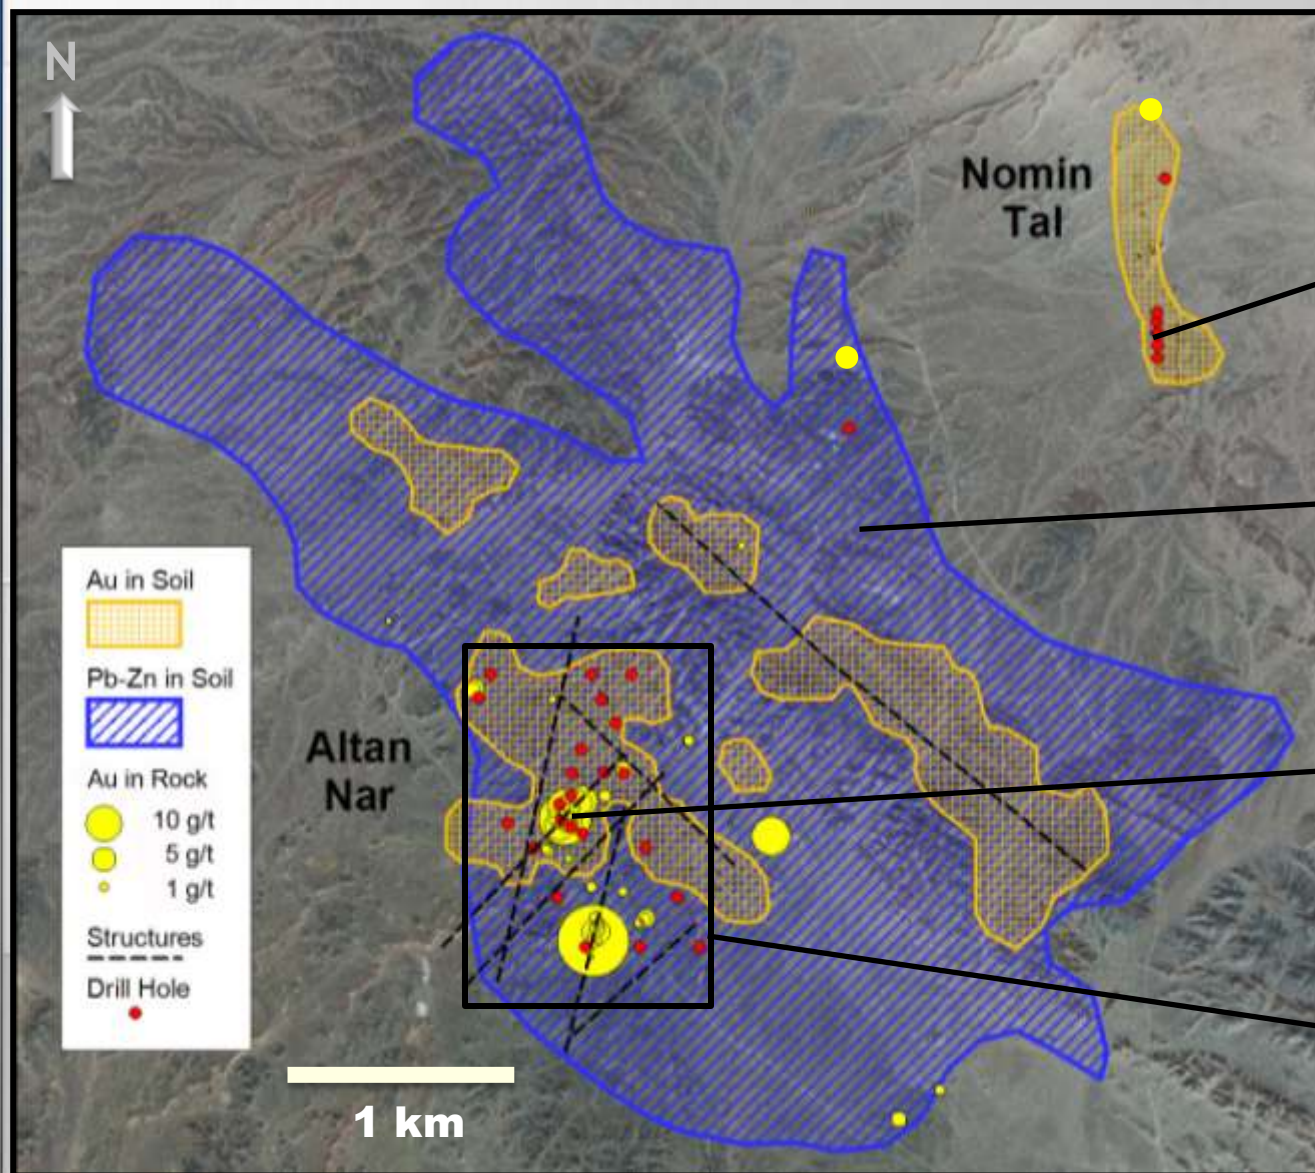 N
Nomin
Tal
Au in Soil
Pb-Zn in Soil
Au in Rock
10 g/t
5 g/t
1 g/t
Structures
Drill Hole
Altan
Nar
1 km